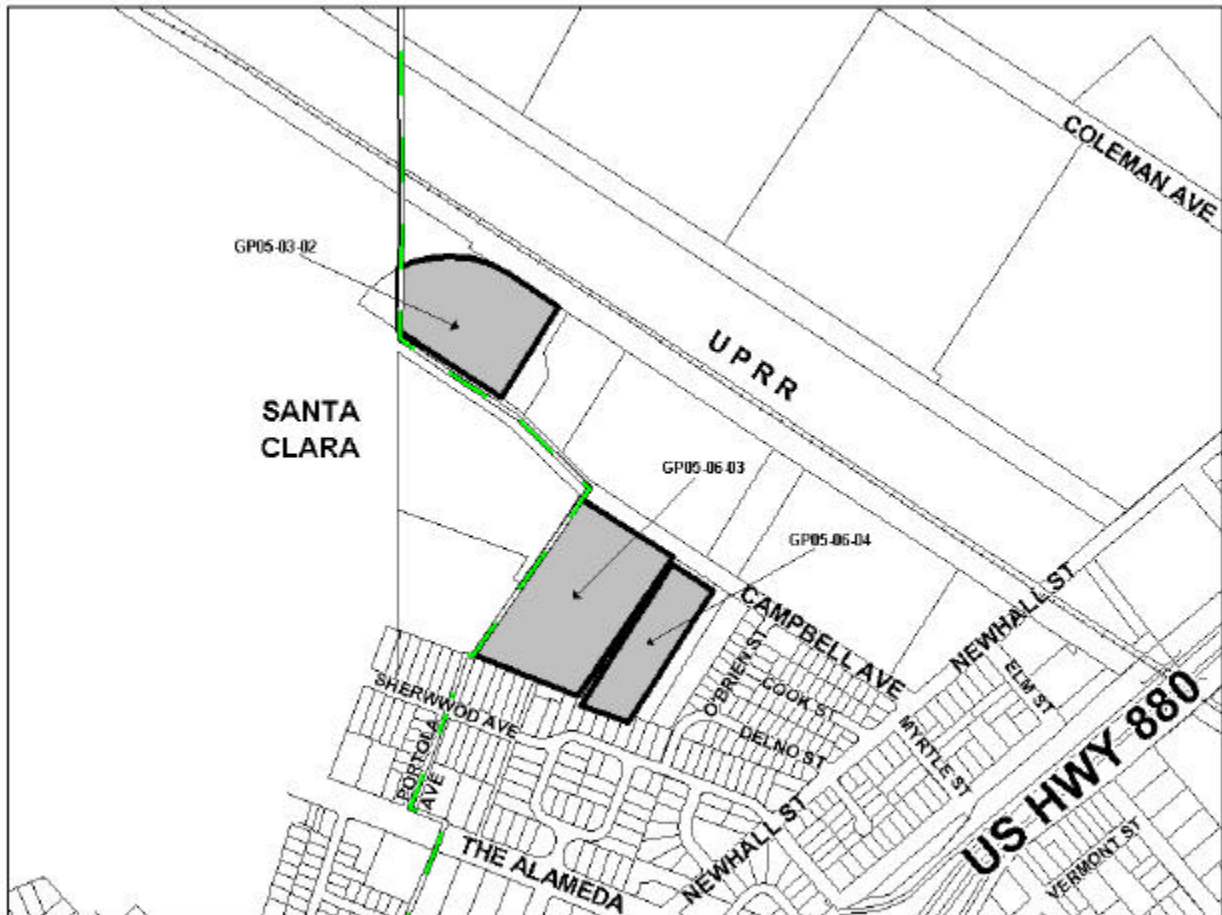 COLEMAN AVE
GP05-03-02
UPRR
SANTA
CLARA
GP05-06-03
GP05-06-04
CAMPBELL AVE
NEWHALL ST
O'BRIEN ST
COOK ST
ELM ST
SHERWWOD AVE
DELNO ST
MYRTLE ST
US HWY 880
PORTOLA
AVE
THE ALAMEDA
NEWHALL ST
VERMONT ST